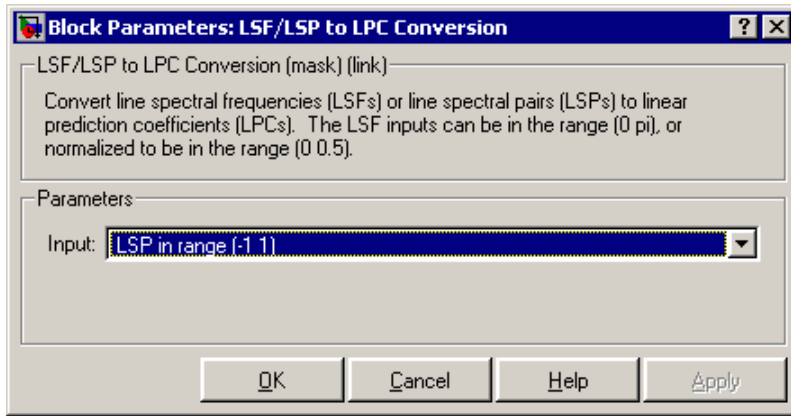 Block Parameters: LSF/LSP to LPC Conversion
LSF/LSP to LPC Conversion (mask) (link)
Convert line spectral frequencies (LSFs) or line spectral pairs (LSPs) to linear
prediction coefficients (LPCs).  The LSF inputs can be in the range (0 pi), or
normalized to be in the range (0 0.5).
Parameters
Input: LSP in range (-1 1)
OK Cancel Help Apply